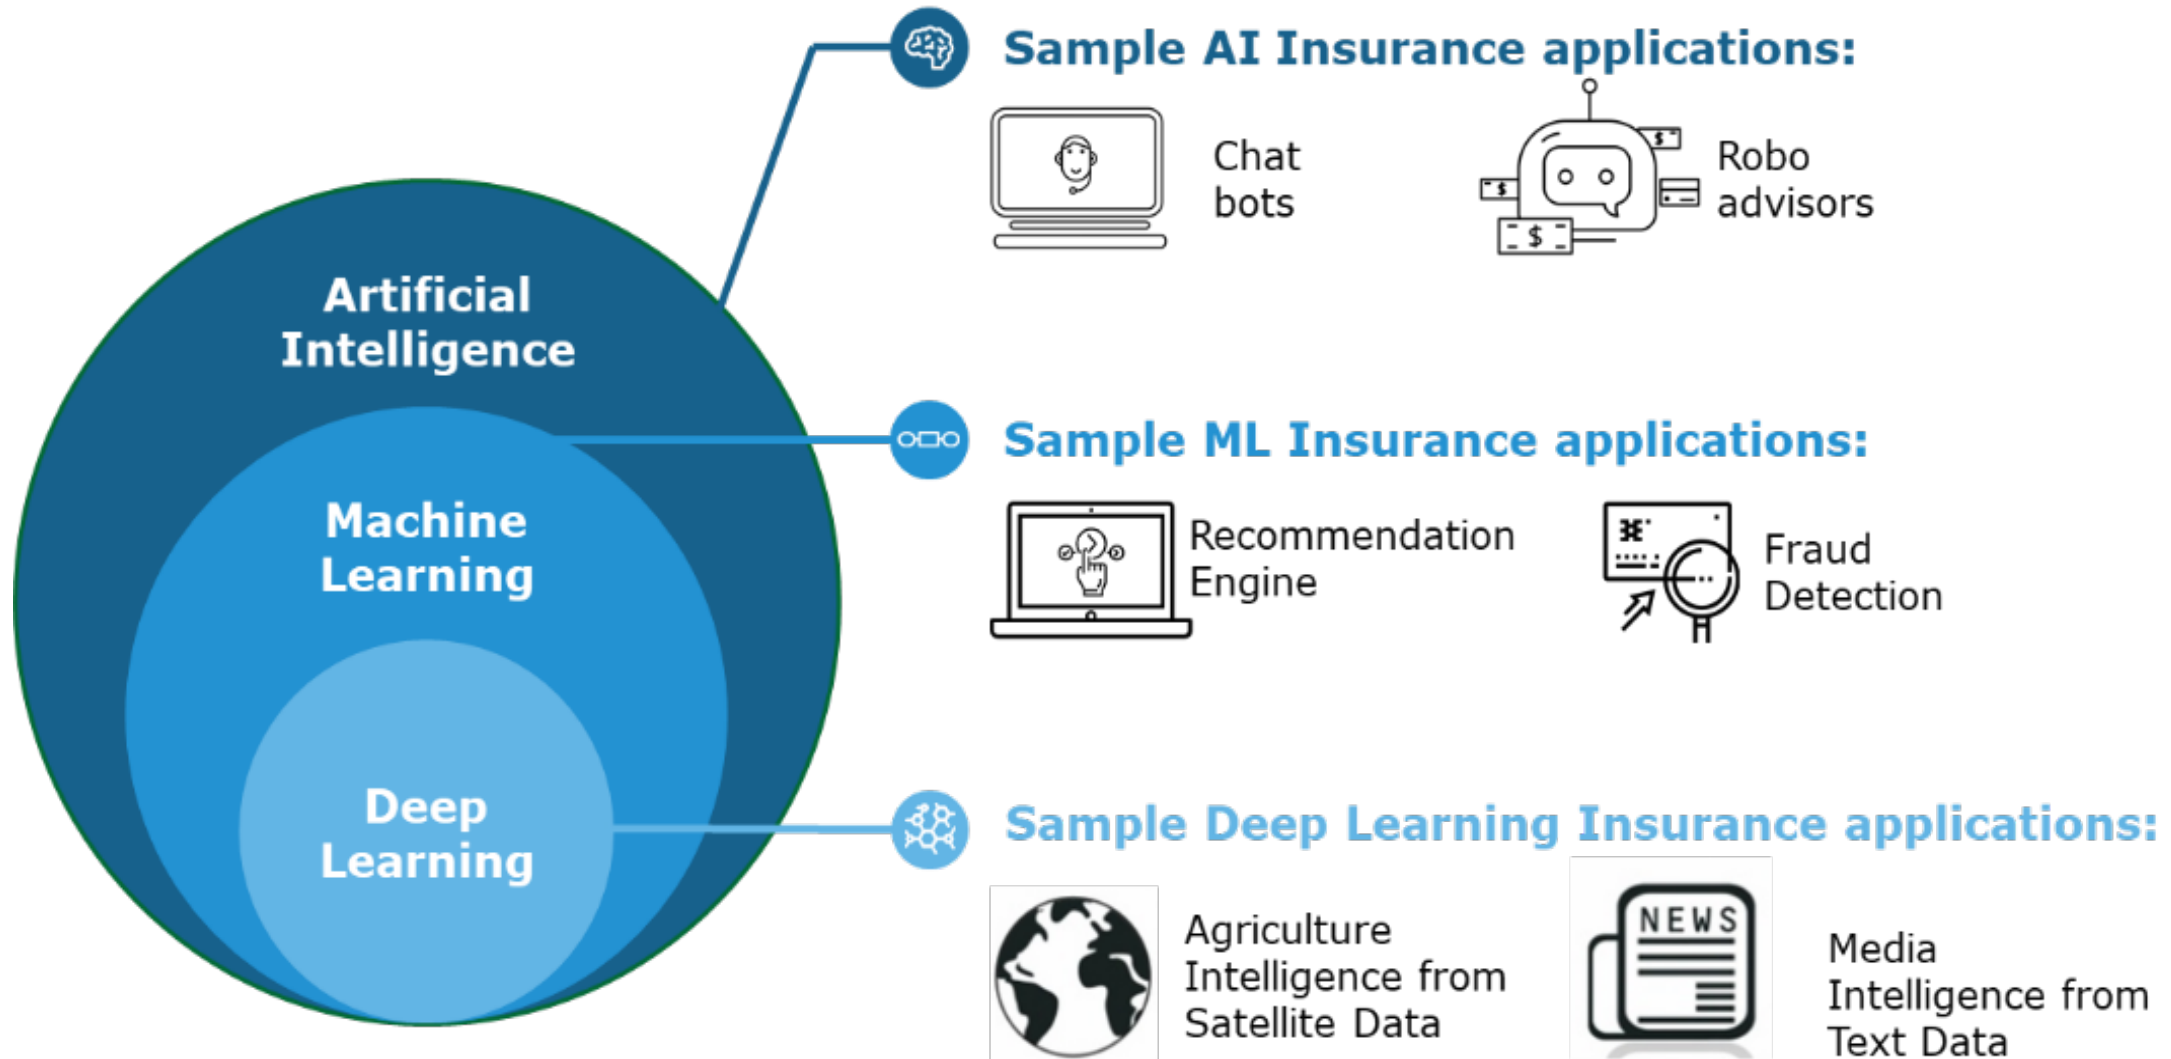 Sample AI Insurance applications:
Chat
bots
Robo
advisors
Artificial
Intelligence
Sample ML Insurance applications:
Recommendation
Engine
Fraud
Detection
Machine
Learning
Sample Deep Learning Insurance applications:
Deep
Learning
Agriculture
Intelligence from
Satellite Data
NEWS
Media
Intelligence from
Text Data
$
$
$